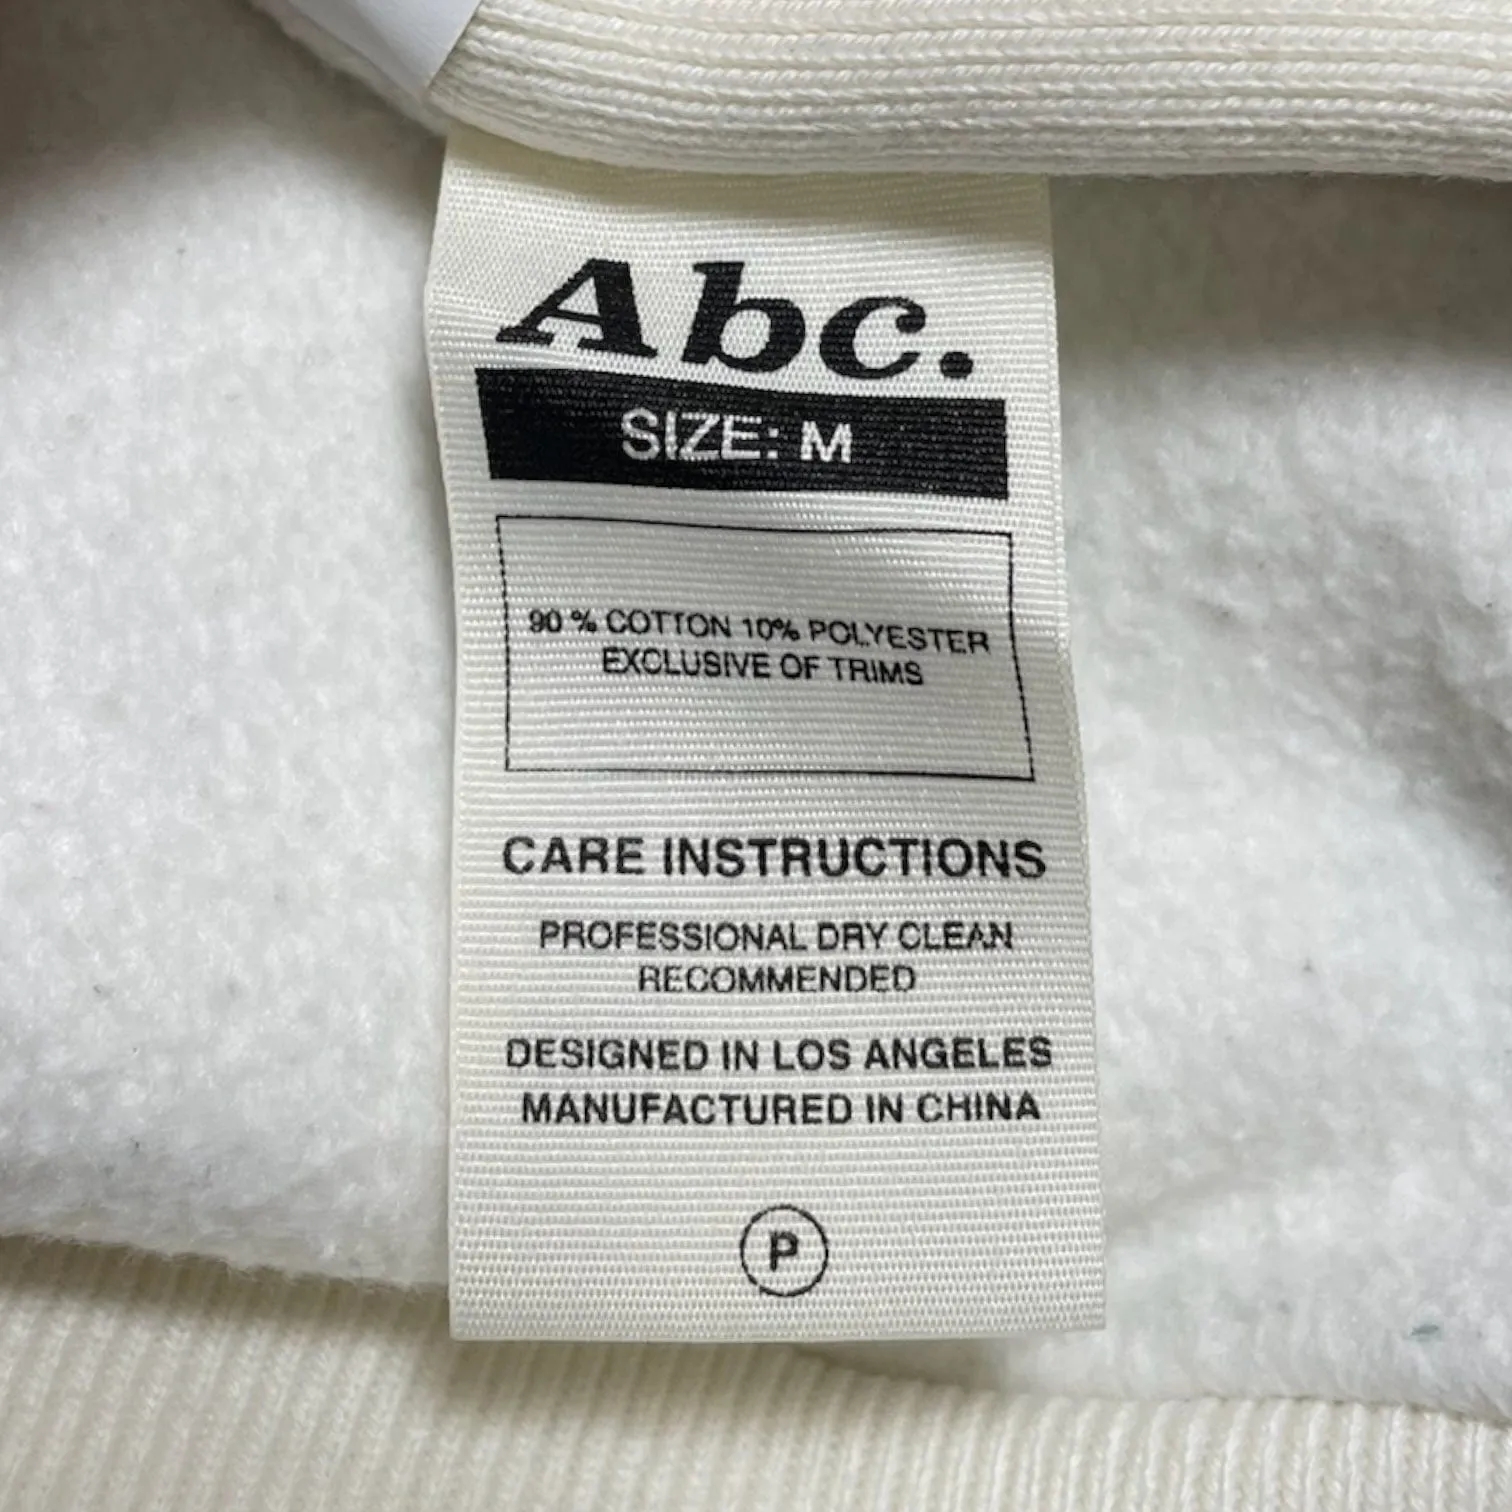 Abc.
SIZE: M
90 % COTTON 10% POLYESTER
EXCLUSIVE OF TRIMS
CARE INSTRUCTIONS
PROFESSIONAL DRY CLEAN
RECOMMENDED
DESIGNED IN LOS ANGELES
MANUFACTURED IN CHINA
P